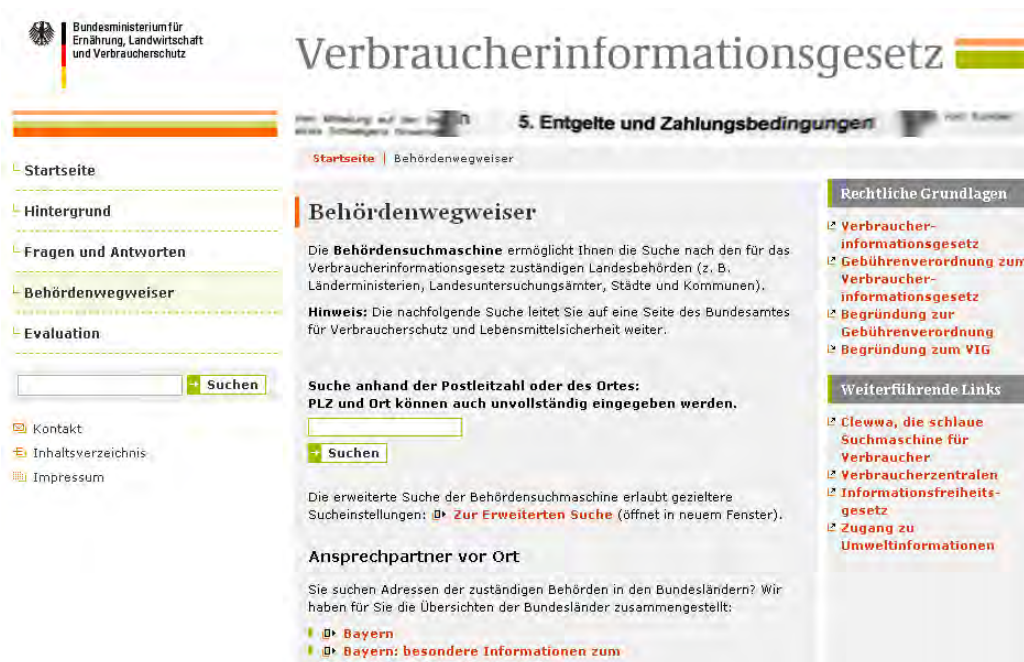 Bundesministerium für
Ernährung, Landwirtschaft
und Verbraucherschutz
Verbraucherinformationsgesetz
5. Entgelte und Zahlungsbedingungen
Startseite | Behördenwegweiser
Startseite
Hintergrund
Fragen und Antworten
Behördenwegweiser
Evaluation
Suchen
Kontakt
Inhaltsverzeichnis
Impressum
Behördenwegweiser
Die Behördensuchmaschine ermöglicht Ihnen die Suche nach den für das
Verbraucherinformationsgesetz zuständigen Landesbehörden (z. B.
Länderministerien, Landesuntersuchungsämter, Städte und Kommunen).
Hinweis: Die nachfolgende Suche leitet Sie auf eine Seite des Bundesamtes
für Verbraucherschutz und Lebensmittelsicherheit weiter.
Suche anhand der Postleitzahl oder des Ortes:
PLZ und Ort können auch unvollständig eingegeben werden.
Suchen
Die erweiterte Suche der Behördensuchmaschine erlaubt gezieltere
Sucheinstellungen: Zur Erweiterten Suche (öffnet in neuem Fenster).
Ansprechpartner vor Ort
Sie suchen Adressen der zuständigen Behörden in den Bundesländern? Wir
haben für Sie die Übersichten der Bundesländer zusammengestellt:
Bayern
Bayern: besondere Informationen zum
Rechtliche Grundlagen
Verbraucher-
informationsgesetz
Gebührenverordnung zum
Verbraucher-
informationsgesetz
Begründung zur
Gebührenverordnung
Begründung zum VIG
Weiterführende Links
Clewwa, die schlaue
Suchmaschine für
Verbraucher
Verbraucherzentralen
Informationsfreiheits-
gesetz
Zugang zu
Umweltinformationen